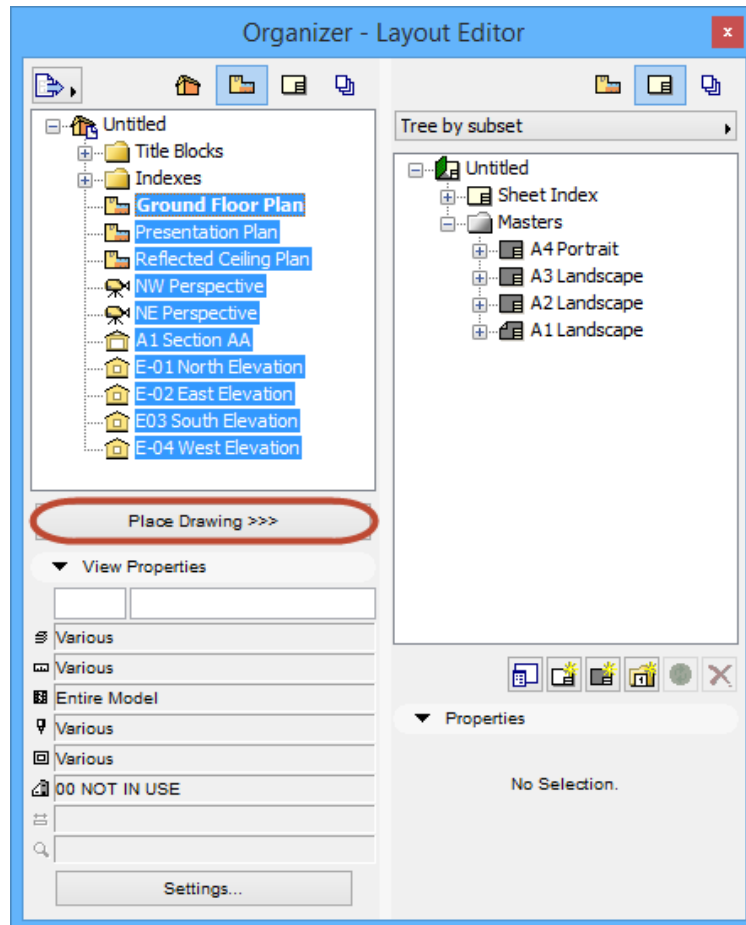 Organizer - Layout Editor
x
Untitled
Title Blocks
Indexes
Ground Floor Plan
Presentation Plan
Reflected Ceiling Plan
NW Perspective
NE Perspective
A1 Section AA
E-01 North Elevation
E-02 East Elevation
E03 South Elevation
E-04 West Elevation
Place Drawing >>>
View Properties
Various
Various
Entire Model
Various
Various
00 NOT IN USE
Settings...
Tree by subset
Untitled
Sheet Index
Masters
A4 Portrait
A3 Landscape
A2 Landscape
A1 Landscape
Properties
No Selection.